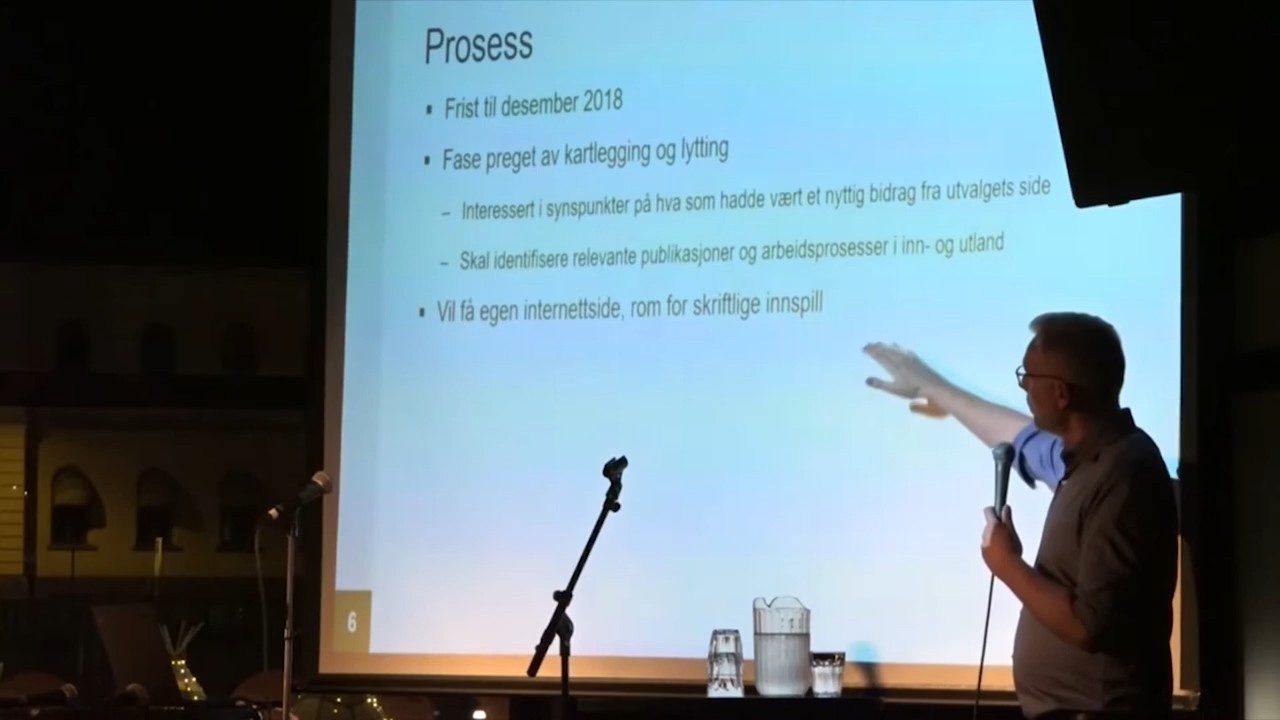 Prosess
▪ Frist til desember 2018
▪ Fase preget av kartlegging og lytting
– Interessert i synspunkter på hva som hadde vært et nyttig bidrag fra utvalgets side
– Skal identifisere relevante publikasjoner og arbeidsprosesser i inn- og utland
▪ Vil få egen internettside, rom for skriftlige innspill
6